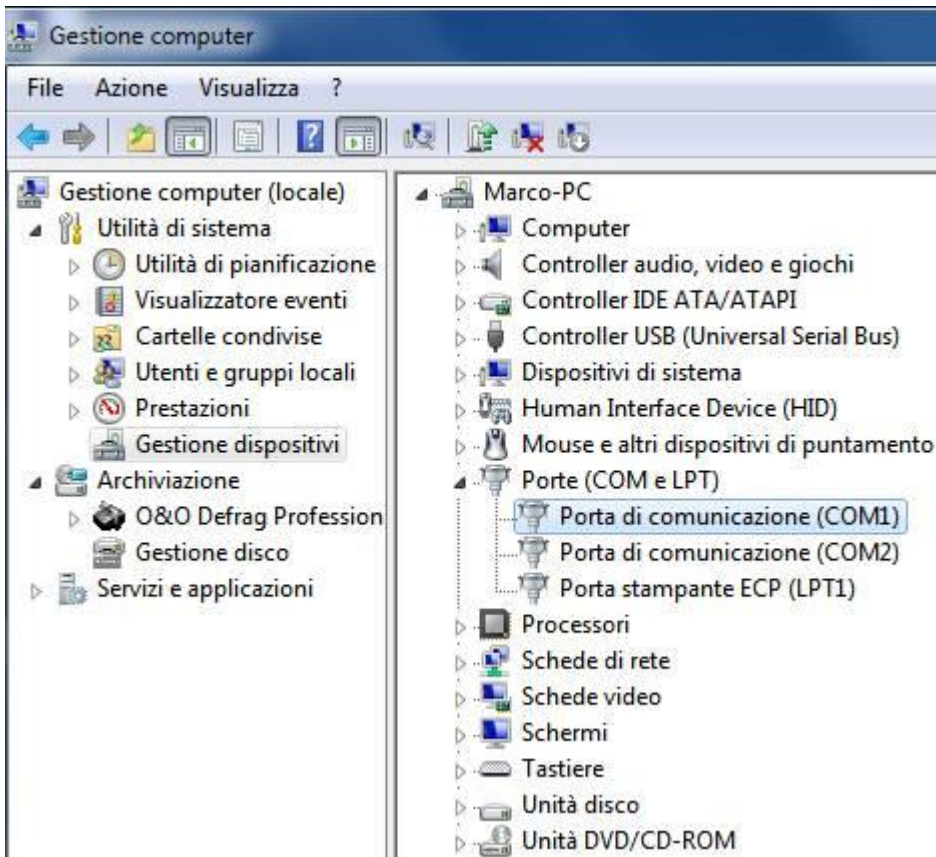 Gestione computer
File Azione Visualizza ?
Gestione computer (locale)
Utilità di sistema
Utilità di pianificazione
Visualizzatore eventi
Cartelle condivise
Utenti e gruppi locali
Prestazioni
Gestione dispositivi
Archiviazione
O&O Defrag Profession
Gestione disco
Servizi e applicazioni
Marco-PC
Computer
Controller audio, video e giochi
Controller IDE ATA/ATAPI
Controller USB (Universal Serial Bus)
Dispositivi di sistema
Human Interface Device (HID)
Mouse e altri dispositivi di puntamento
Porte (COM e LPT)
Porta di comunicazione (COM1)
Porta di comunicazione (COM2)
Porta stampante ECP (LPT1)
Processori
Schede di rete
Schede video
Schermi
Tastiere
Unità disco
Unità DVD/CD-ROM